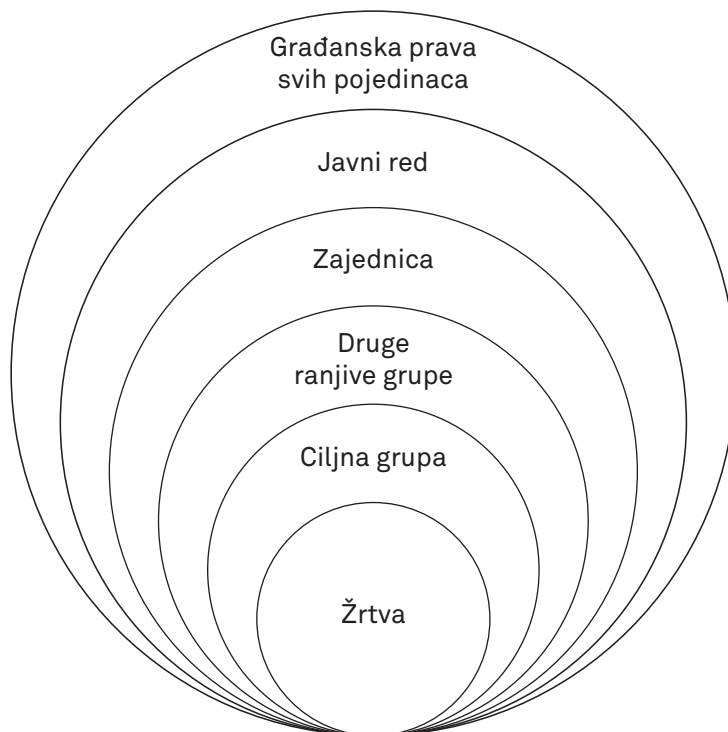 Građanska prava
svih pojedinaca
Javni red
Zajednica
Druge
ranjive grupe
Ciljna grupa
Žrtva